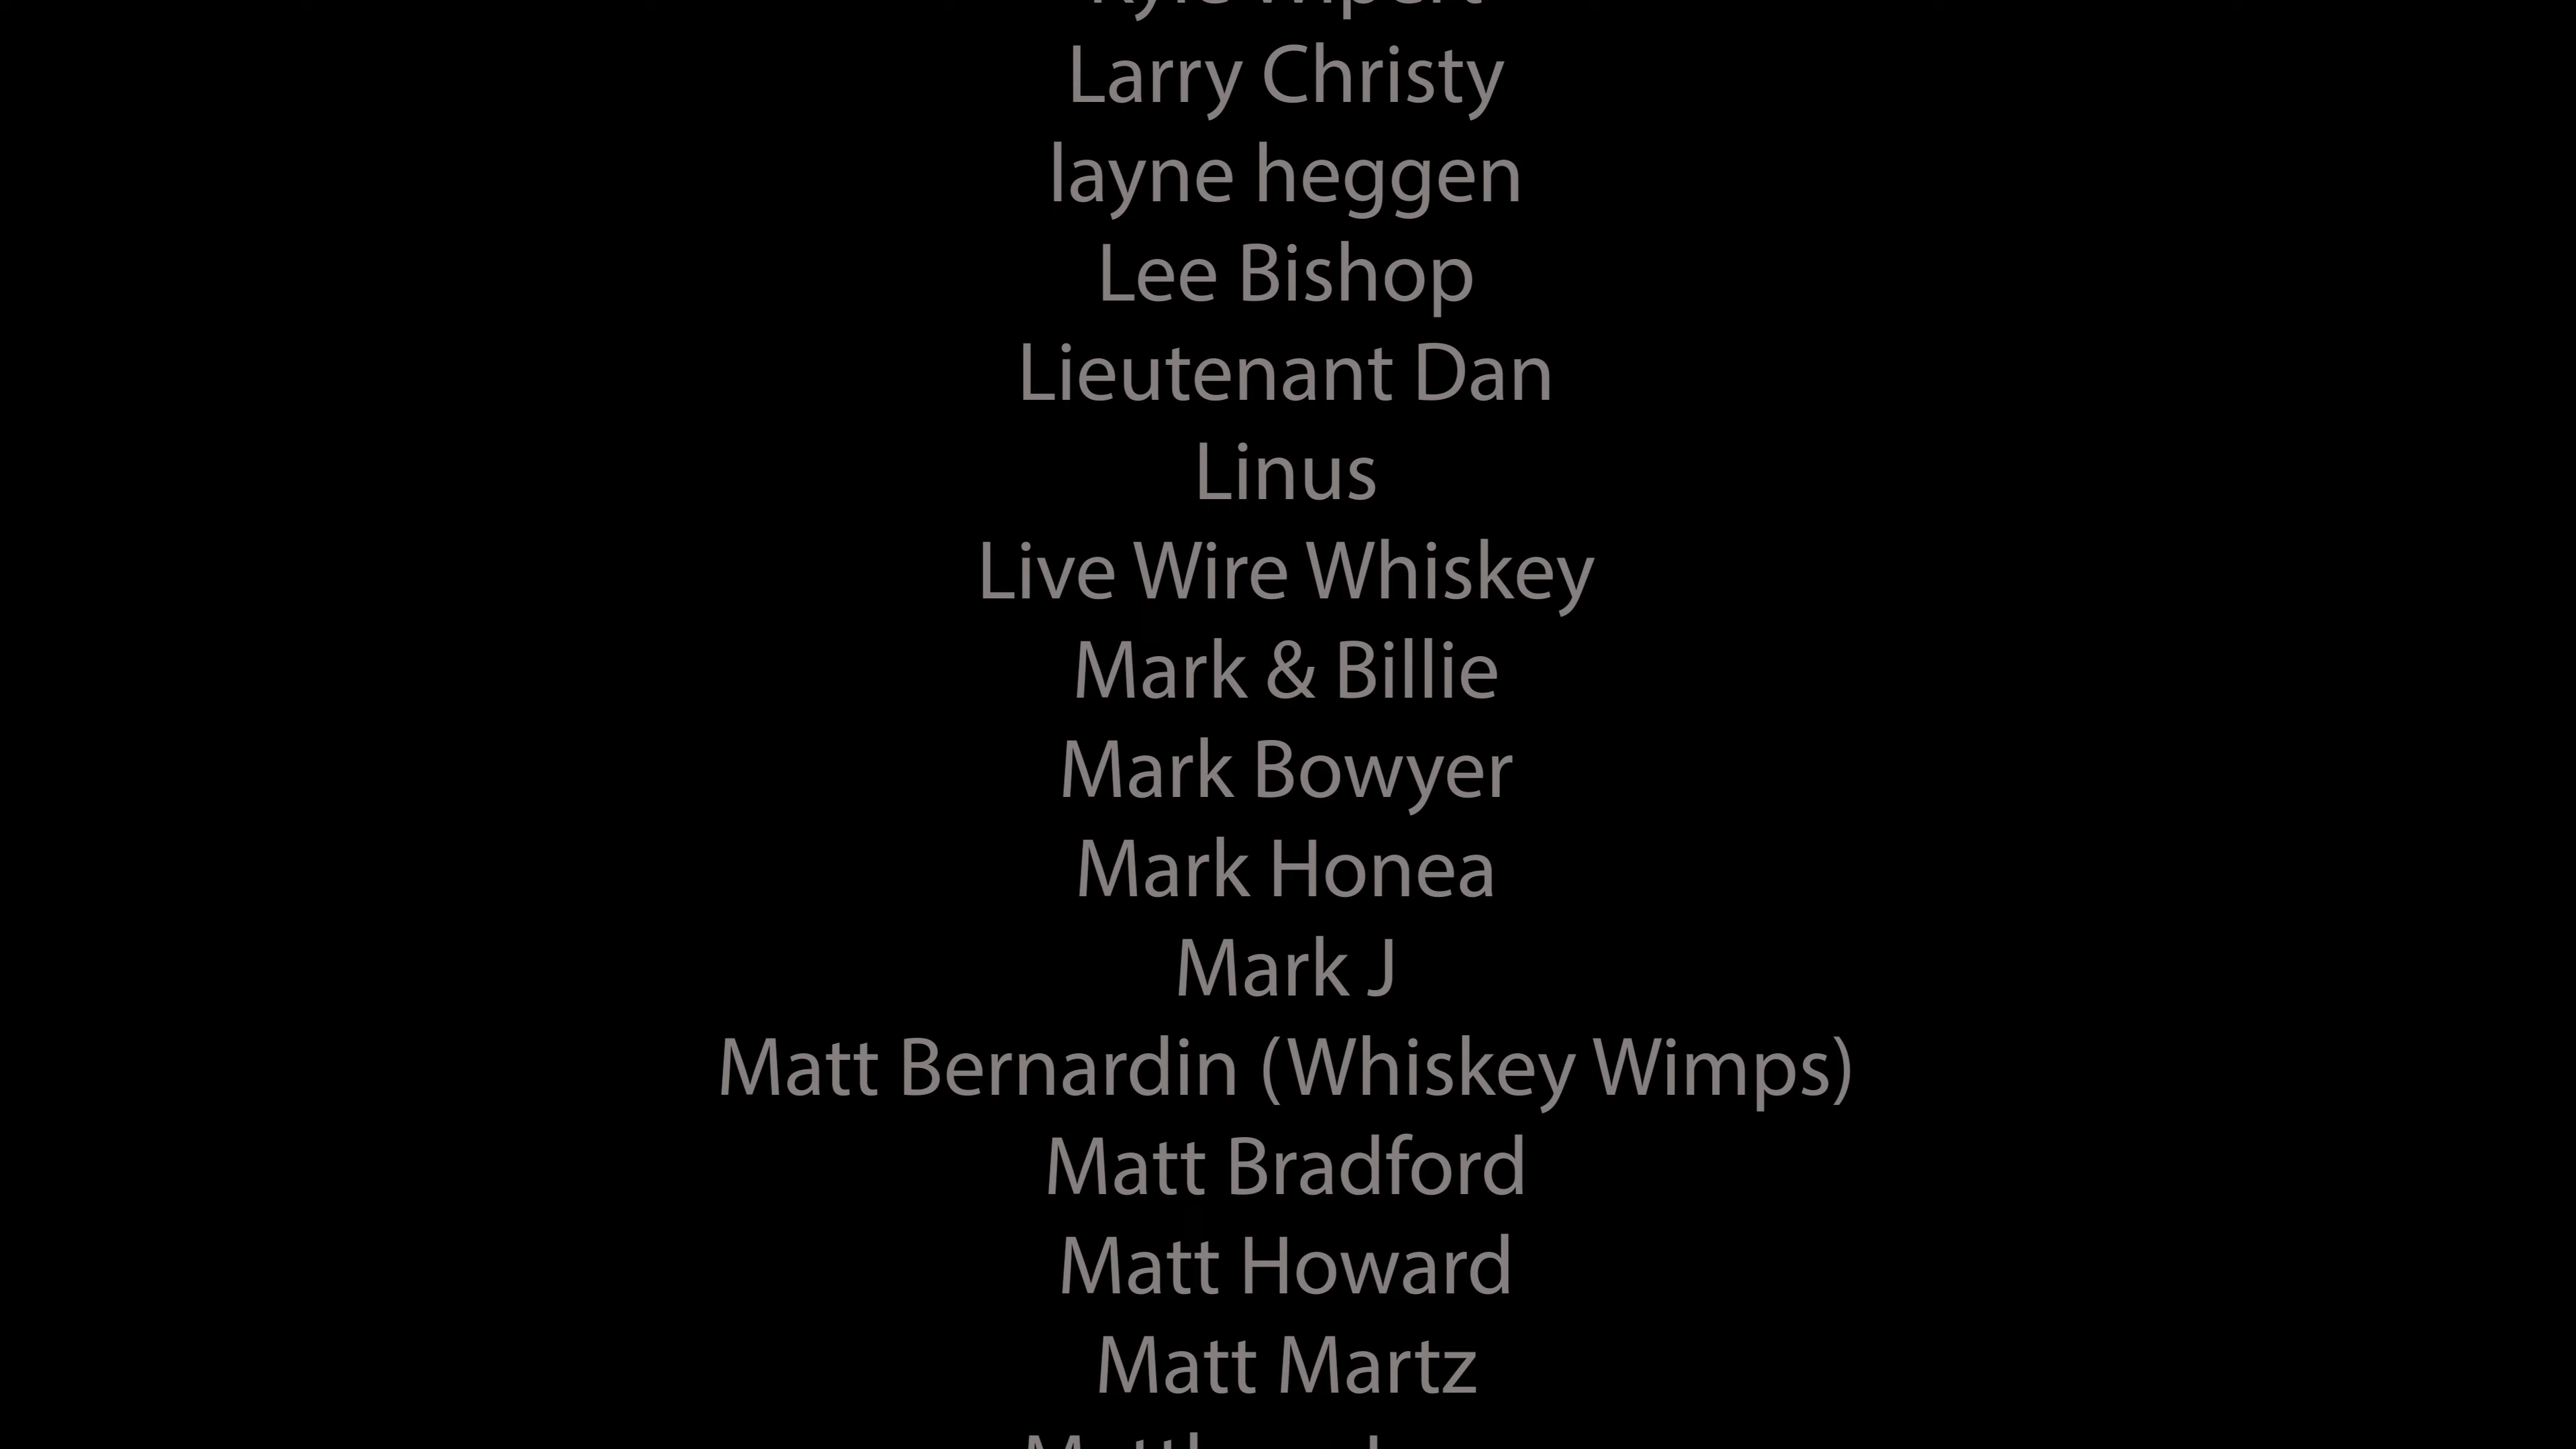 Larry Christy
layne heggen
Lee Bishop
Lieutenant Dan
Linus
Live Wire Whiskey
Mark & Billie
Mark Bowyer
Mark Honea
Mark J
Matt Bernardin (Whiskey Wimps)
Matt Bradford
Matt Howard
Matt Martz